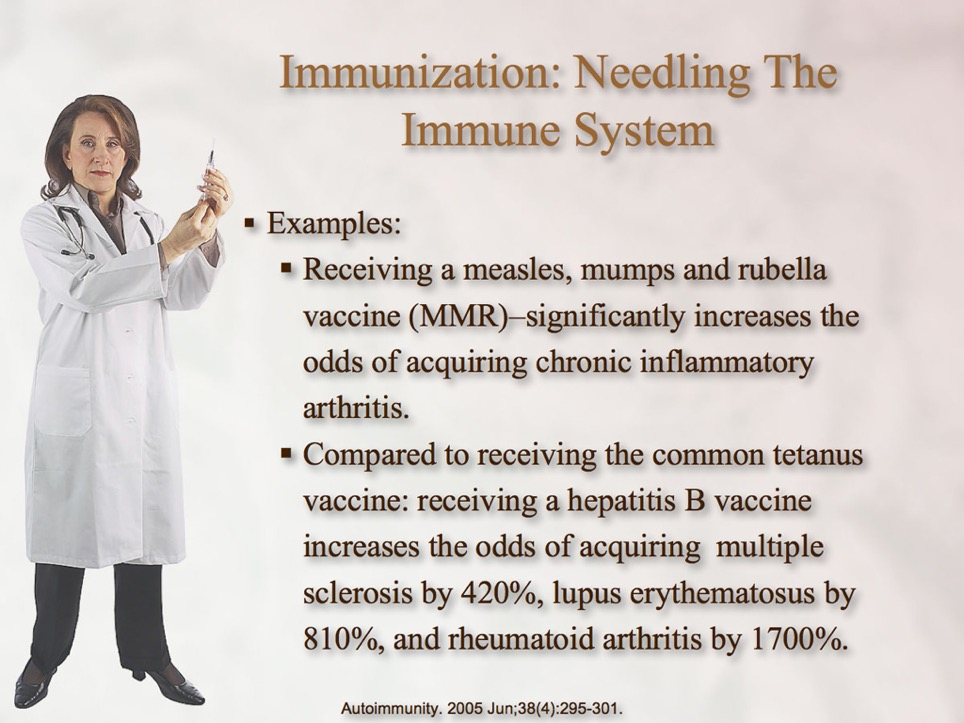 Immunization: Needling The
Immune System
▪ Examples:
▪ Receiving a measles, mumps and rubella
vaccine (MMR)–significantly increases the
odds of acquiring chronic inflammatory
arthritis.
▪ Compared to receiving the common tetanus
vaccine: receiving a hepatitis B vaccine
increases the odds of acquiring  multiple
sclerosis by 420%, lupus erythematosus by
810%, and rheumatoid arthritis by 1700%.
Autoimmunity. 2005 Jun;38(4):295-301.